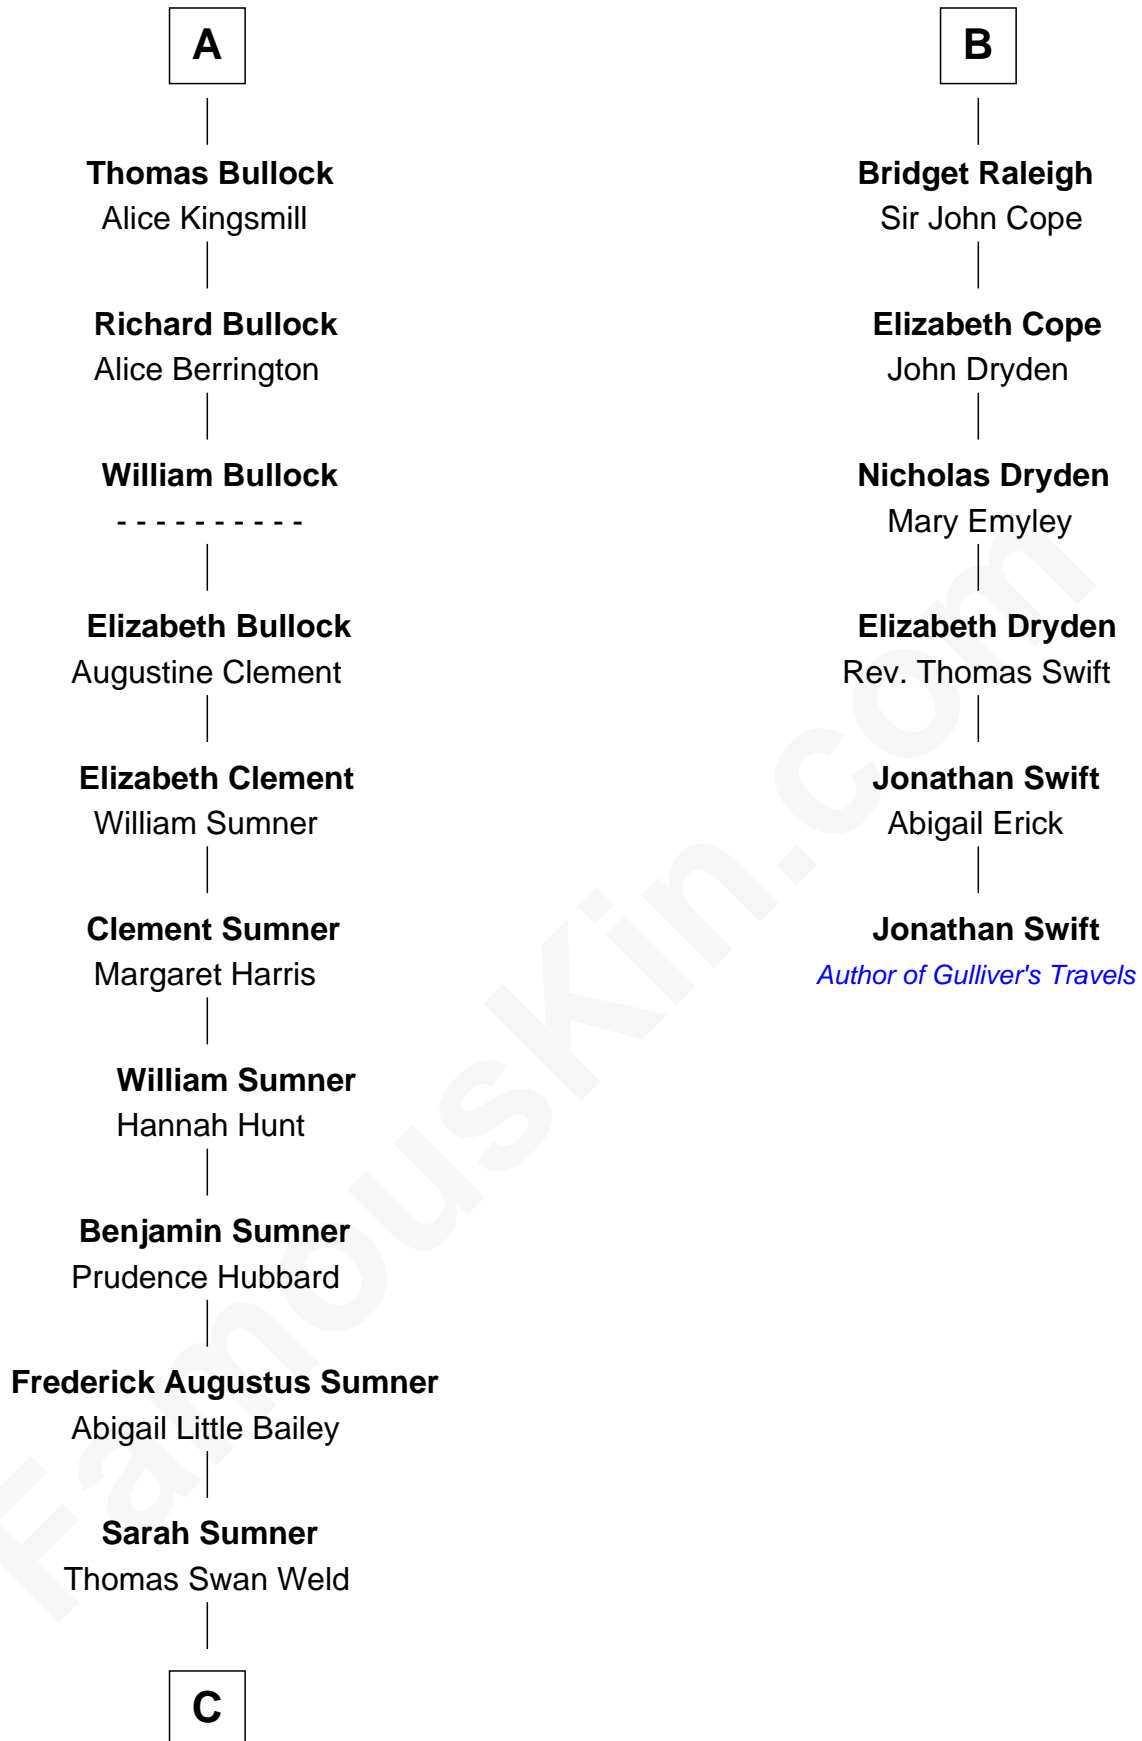 A
Thomas Bullock
Alice Kingsmill
Richard Bullock
Alice Berrington
William Bullock
- - - - - - - - - -
Elizabeth Bullock
Augustine Clement
Elizabeth Clement
William Sumner
Clement Sumner
Margaret Harris
William Sumner
Hannah Hunt
Benjamin Sumner
Prudence Hubbard
Frederick Augustus Sumner
Abigail Little Bailey
Sarah Sumner
Thomas Swan Weld
C
B
Bridget Raleigh
Sir John Cope
Elizabeth Cope
John Dryden
Nicholas Dryden
Mary Emyley
Elizabeth Dryden
Rev. Thomas Swift
Jonathan Swift
Abigail Erick
Jonathan Swift
Author of Gulliver's Travels
FamousKin.com